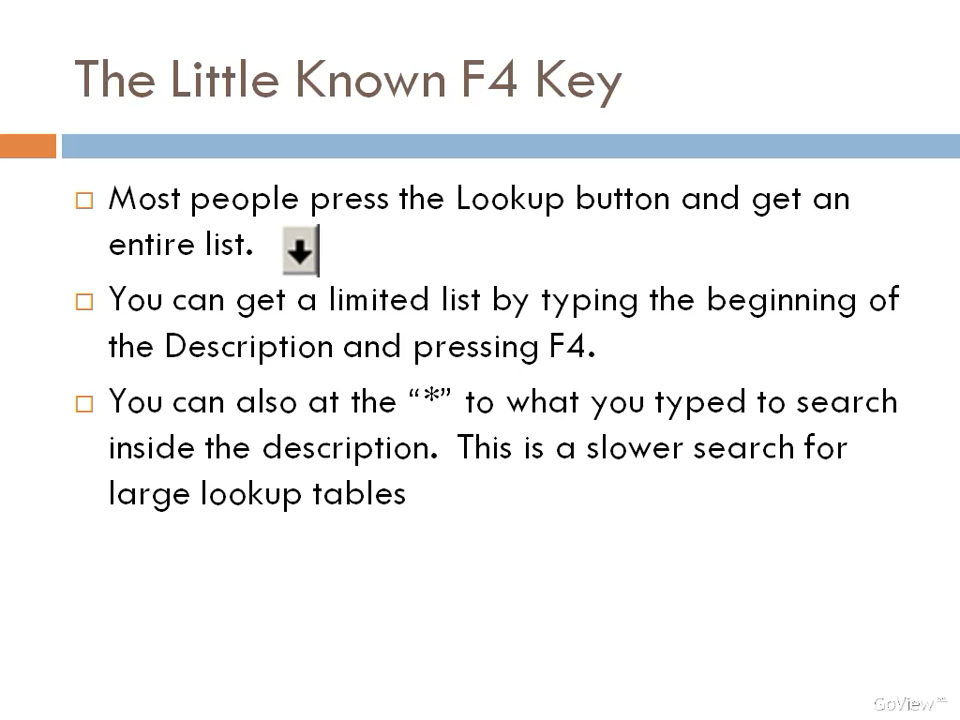 The Little Known F4 Key
Most people press the Lookup button and get an
entire list.
You can get a limited list by typing the beginning of
the Description and pressing F4.
You can also at the “*” to what you typed to search
inside the description.  This is a slower search for
large lookup tables
GoView™